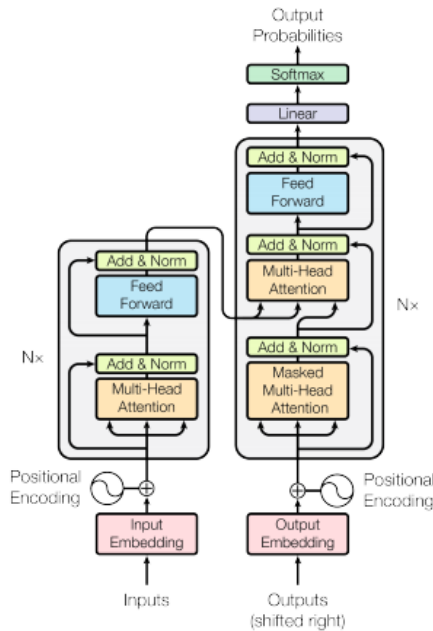 Output
Probabilities
Softmax
Linear
Add & Norm
Feed
Forward
Add & Norm
Multi-Head
Attention
Add & Norm
Masked
Multi-Head
Attention
N×
Add & Norm
Feed
Forward
Add & Norm
Multi-Head
Attention
N×
Positional
Encoding
Positional
Encoding
Input
Embedding
Output
Embedding
Inputs
Outputs
(shifted right)